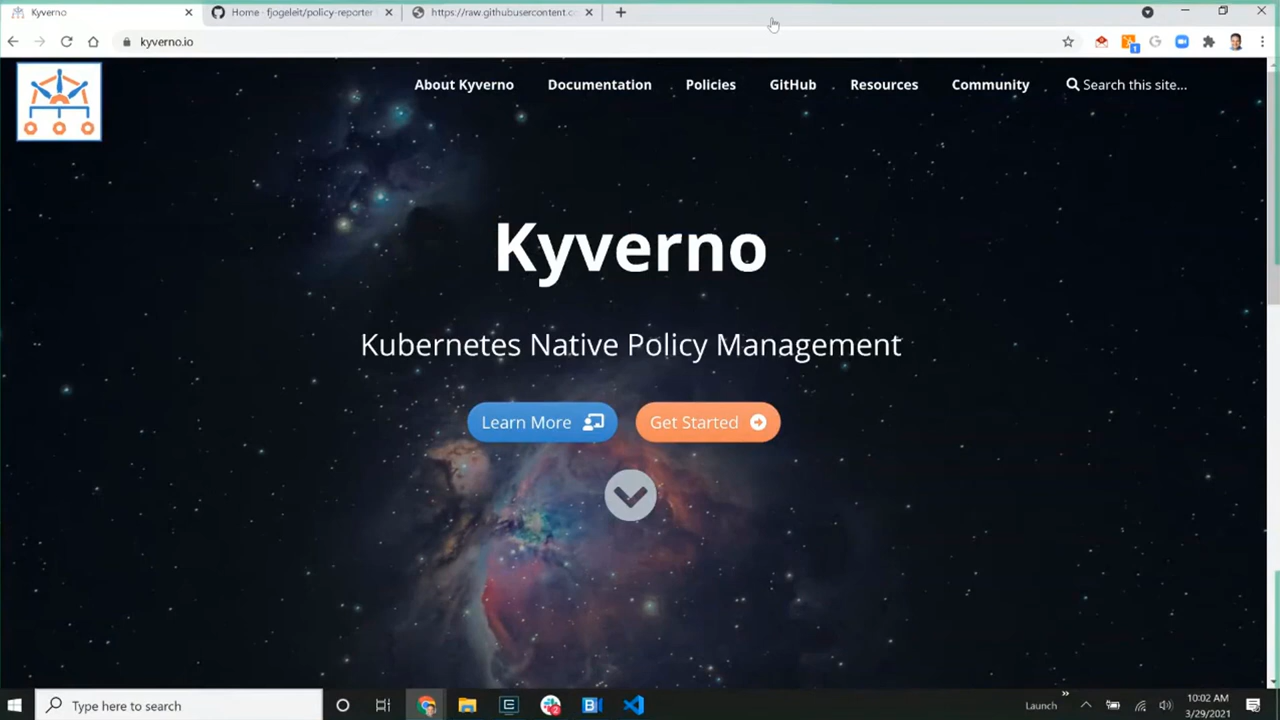 Kyverno
Home · fjogeleit/policy-reporter
https://raw.githubusercontent.c
kyverno.io
1
About Kyverno
Documentation
Policies
GitHub
Resources
Community
Search this site...
Kyverno
Kubernetes Native Policy Management
Learn More
Get Started
Type here to search
2
Launch
10:02 AM
3/29/2021